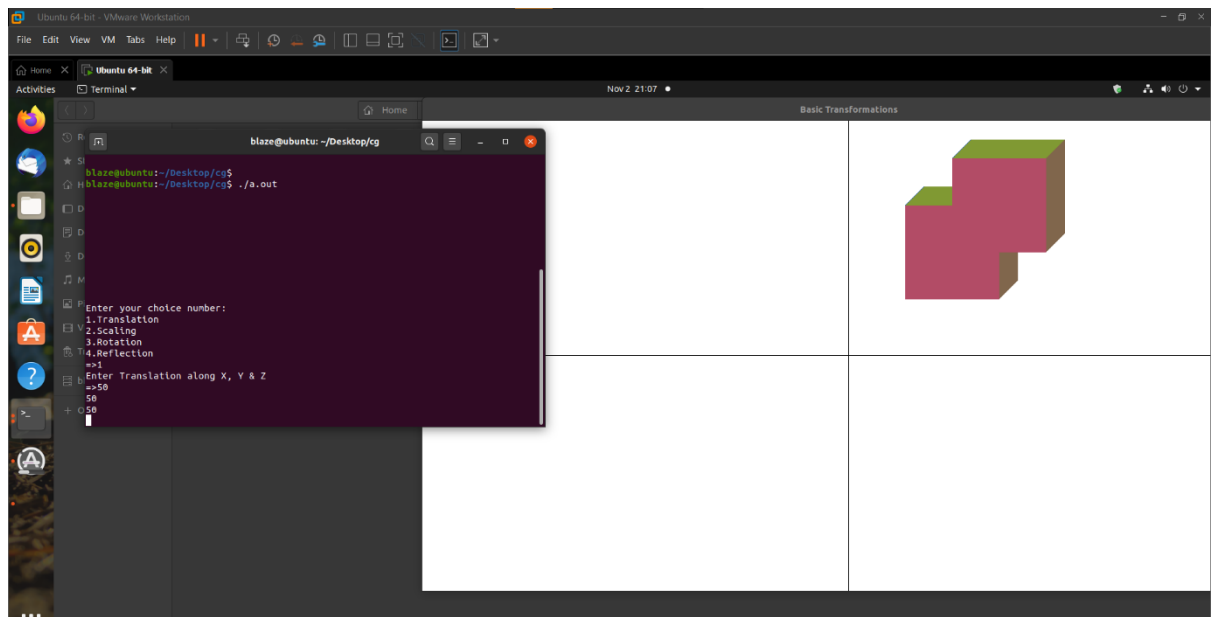 Ubuntu 64-bit - VMware Workstation
File Edit View VM Tabs Help
Home
Ubuntu 64-bit
Activities
Terminal
Nov 2 21:07
Home
Basic Transformations
blaze@ubuntu: ~/Desktop/cg
blaze@ubuntu:~/Desktop/cg$
blaze@ubuntu:~/Desktop/cg$ ./a.out
Enter your choice number:
1.Translation
2.Scaling
3.Rotation
4.Reflection
=>1
Enter Translation along X, Y & Z
=>50
50
50